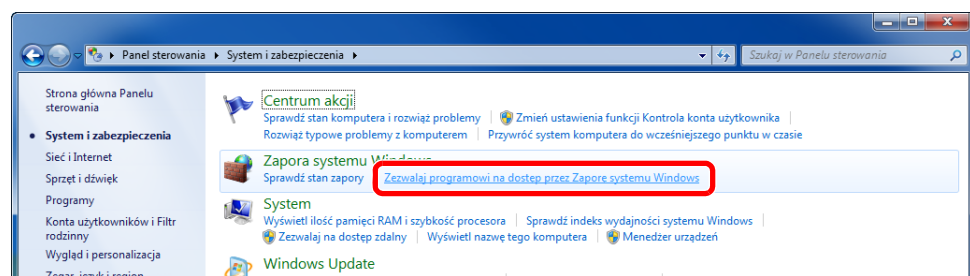 Panel sterowania ▸ System i zabezpieczenia ▸
Szukaj w Panelu sterowania
Strona główna Panelu
sterowania
System i zabezpieczenia
Sieć i Internet
Sprzęt i dźwięk
Programy
Konta użytkowników i Filtr
rodzinny
Wygląd i personalizacja
Zegar, język i region
Centrum akcji
Sprawdź stan komputera i rozwiąż problemy | Zmień ustawienia funkcji Kontrola konta użytkownika
Rozwiąż typowe problemy z komputerem | Przywróć system komputera do wcześniejszego punktu w czasie
Zapora systemu Windows
Sprawdź stan zapory | Zezwalaj programowi na dostęp przez Zaporę systemu Windows
System
Wyświetl ilość pamięci RAM i szybkość procesora | Sprawdź indeks wydajności systemu Windows
Zezwalaj na dostęp zdalny | Wyświetl nazwę tego komputera | Menedżer urządzeń
Windows Update